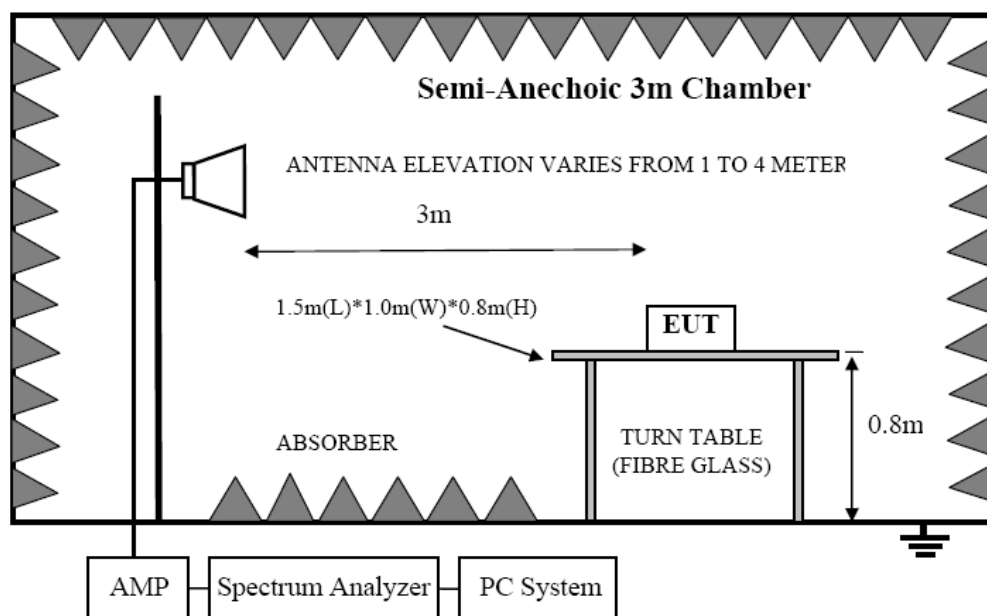 Semi-Anechoic 3m Chamber
ANTENNA ELEVATION VARIES FROM 1 TO 4 METER
3m
1.5m(L)*1.0m(W)*0.8m(H)
EUT
0.8m
ABSORBER
TURN TABLE
(FIBRE GLASS)
AMP
Spectrum Analyzer
PC System